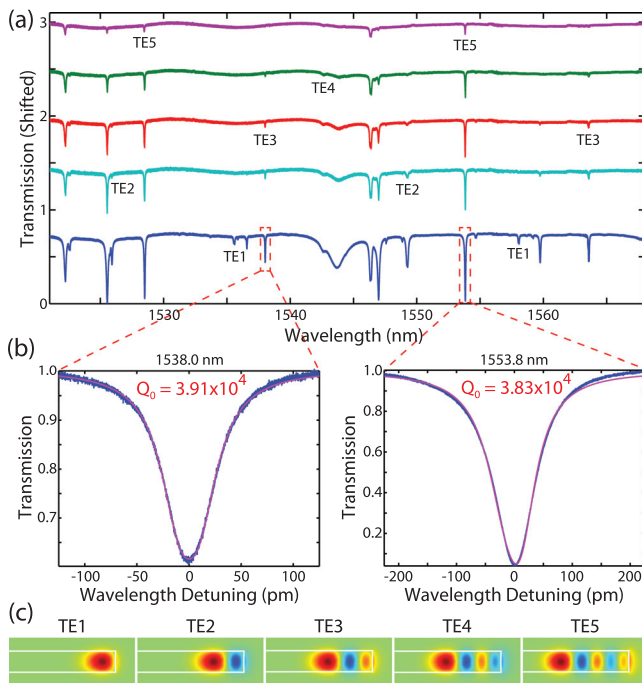 (a)
Transmission (Shifted)
3
2
1
0
TE5
TE5
TE4
TE3
TE3
TE2
TE2
TE1
TE1
1530
1540
1550
1560
Wavelength (nm)
(b)
1538.0 nm
1553.8 nm
Q0 = 3.91x10^4
Q0 = 3.83x10^4
Transmission
1.0
0.9
0.8
0.7
-100
-50
0
50
100
Wavelength Detuning (pm)
Transmission
1.0
0.8
0.6
0.4
0.2
-200
-100
0
100
200
Wavelength Detuning (pm)
(c)
TE1
TE2
TE3
TE4
TE5